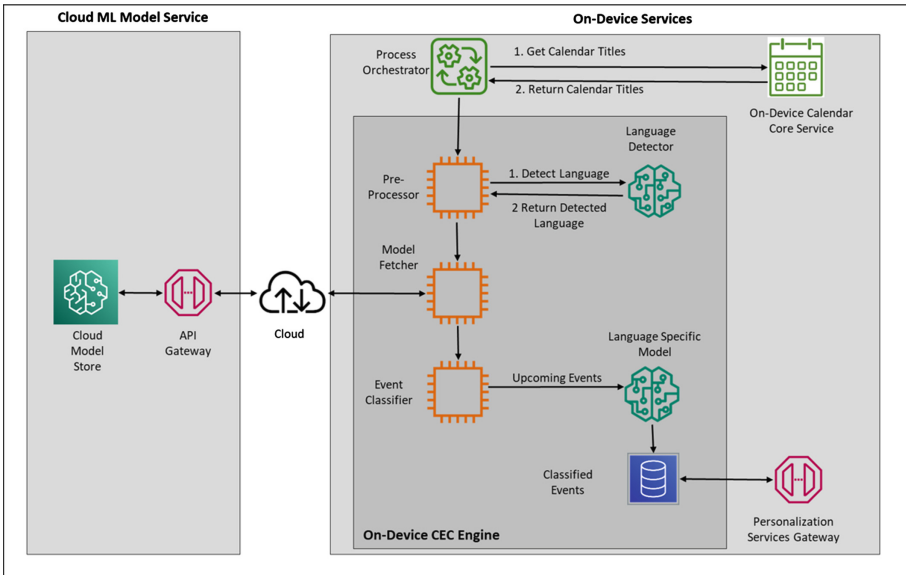 Cloud ML Model Service
On-Device Services
Process
Orchestrator
1. Get Calendar Titles
2. Return Calendar Titles
On-Device Calendar
Core Service
Language
Detector
Pre-
Processor
1. Detect Language
2 Return Detected
Language
Model
Fetcher
Cloud
Model
Store
API
Gateway
Cloud
Language Specific
Model
Event
Classifier
Upcoming Events
Classified
Events
Personalization
Services Gateway
On-Device CEC Engine